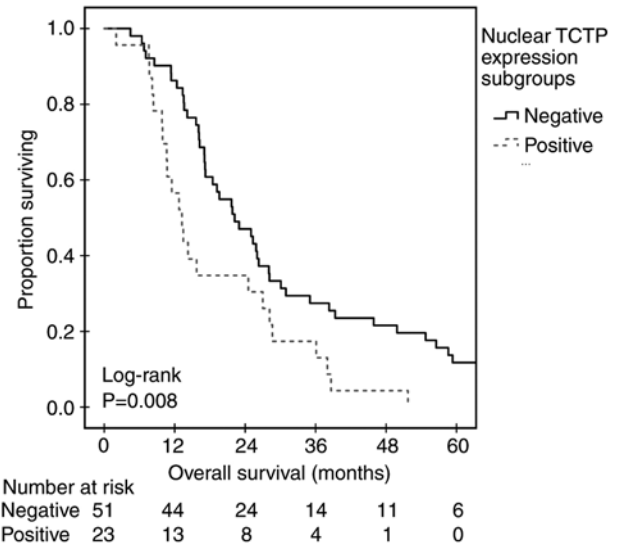 Nuclear TCTP
expression
subgroups
Negative
Positive
...
Proportion surviving
1.0
0.8
0.6
0.4
0.2
0.0
Log-rank
P=0.008
0 12 24 36 48 60
Overall survival (months)
Number at risk
Negative 51 44 24 14 11 6
Positive 23 13 8 4 1 0